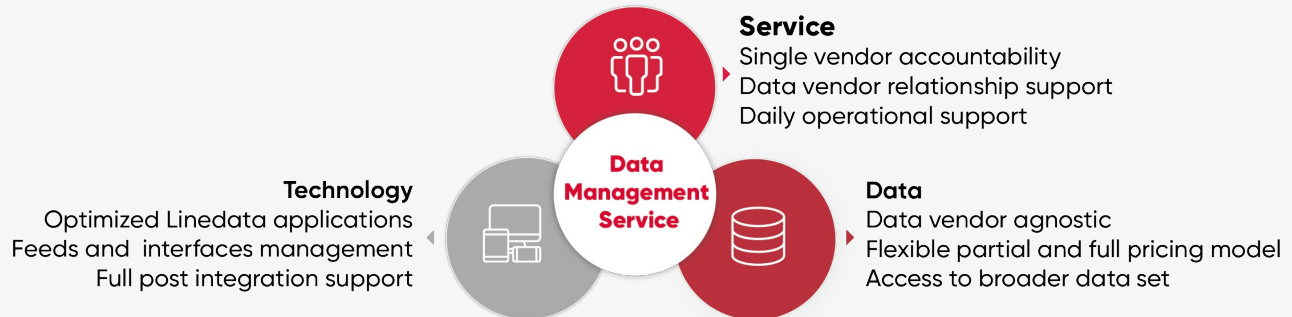 Service
Single vendor accountability
Data vendor relationship support
Daily operational support
Data
Management
Service
Technology
Optimized Linedata applications
Feeds and  interfaces management
Full post integration support
Data
Data vendor agnostic
Flexible partial and full pricing model
Access to broader data set